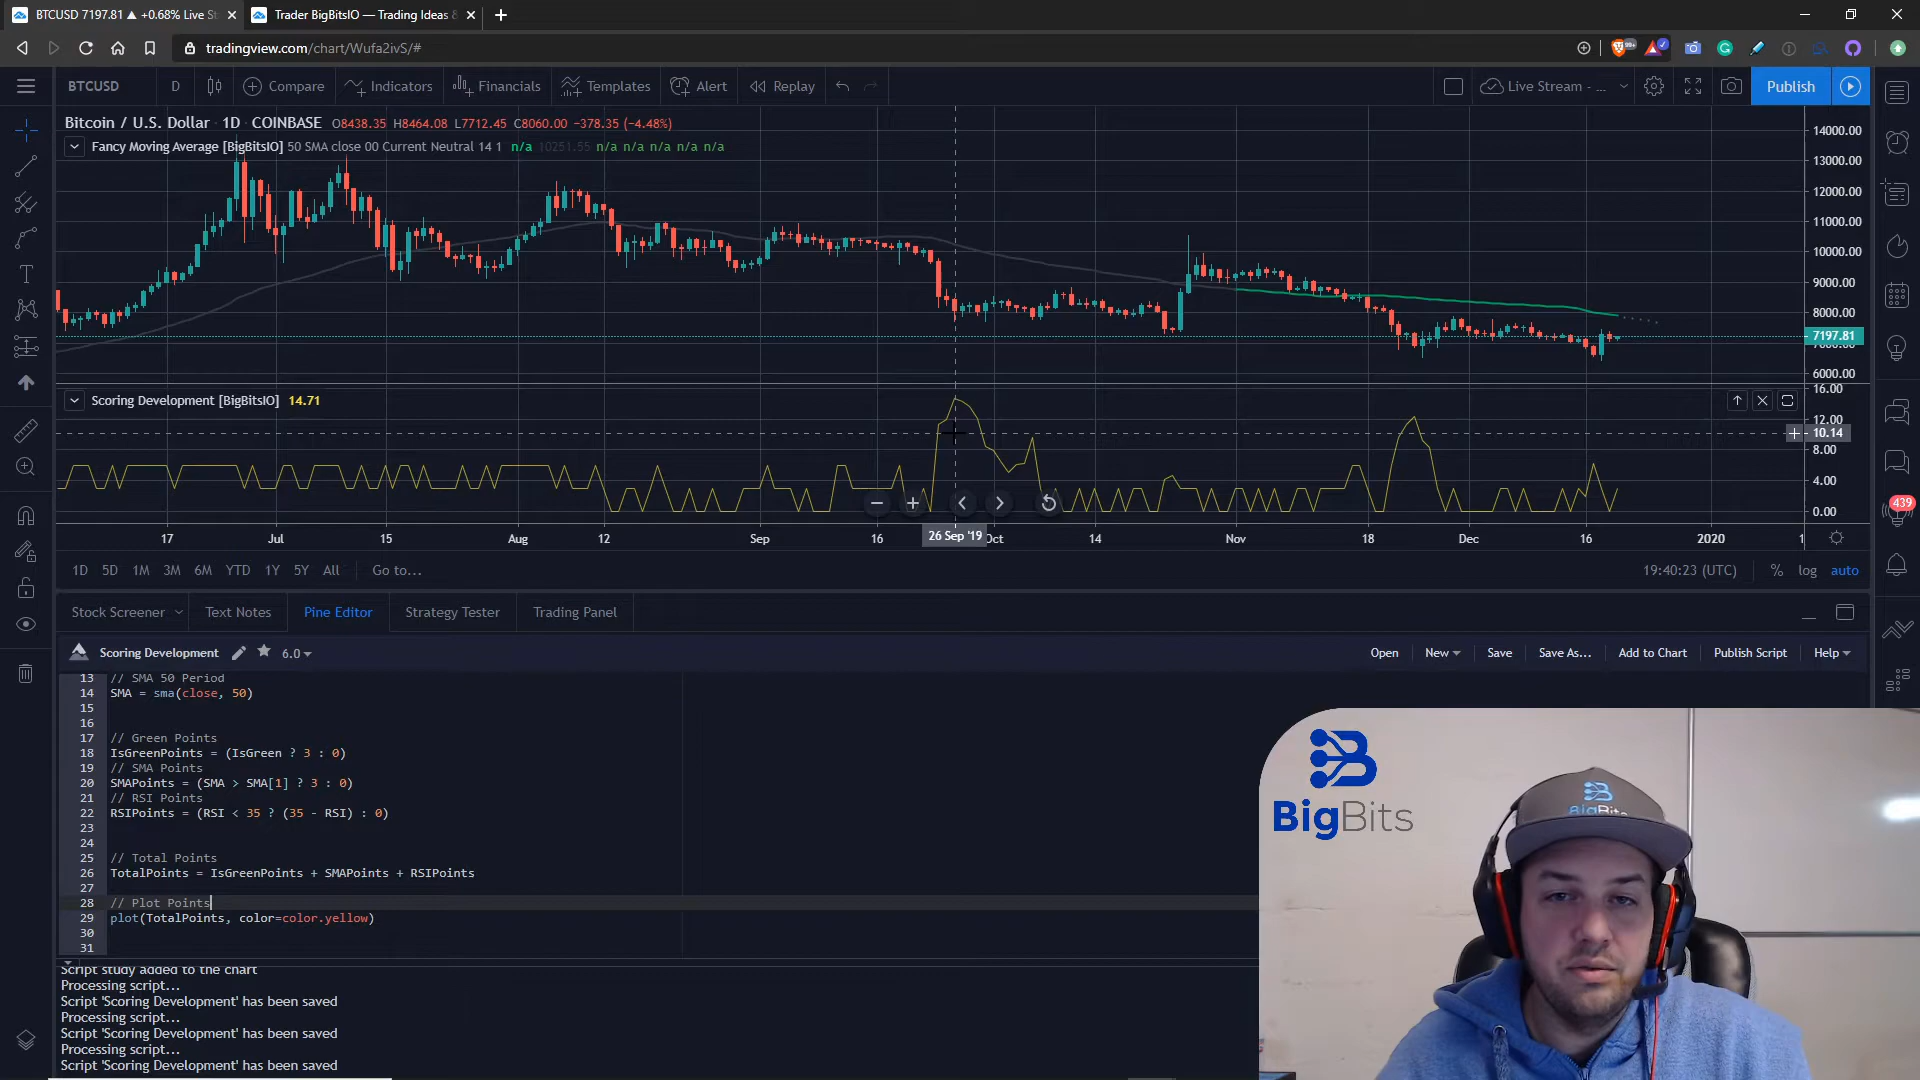 BTCUSD 7197.81 ▲ +0.68% Live St
Trader BigBitsIO — Trading Ideas &
tradingview.com/chart/Wufa2ivS/#
BTCUSD D Compare Indicators Financials Templates Alert Replay Live Stream - ... Publish
Bitcoin / U.S. Dollar · 1D · COINBASE O8438.35 H8464.08 L7712.45 C8060.00 -378.35 (-4.48%)
Fancy Moving Average [BigBitsIO] 50 SMA close 00 Current Neutral 14 1 n/a 10251.55 n/a n/a n/a n/a n/a
14000.00
13000.00
12000.00
11000.00
10000.00
9000.00
8000.00
7197.81
6000.00
Scoring Development [BigBitsIO] 14.71
16.00
12.00
10.14
8.00
4.00
0.00
439
17 Jul 15 Aug 12 Sep 16 26 Sep '19 Oct 14 Nov 18 Dec 16 2020 1
1D 5D 1M 3M 6M YTD 1Y 5Y All Go to... 19:40:23 (UTC) % log auto
Stock Screener Text Notes Pine Editor Strategy Tester Trading Panel
Scoring Development 6.0 Open New Save Save As... Add to Chart Publish Script Help
13 // SMA 50 Period
14 SMA = sma(close, 50)
15
16
17 // Green Points
18 IsGreenPoints = (IsGreen ? 3 : 0)
19 // SMA Points
20 SMAPoints = (SMA > SMA[1] ? 3 : 0)
21 // RSI Points
22 RSIPoints = (RSI < 35 ? (35 - RSI) : 0)
23
24
25 // Total Points
26 TotalPoints = IsGreenPoints + SMAPoints + RSIPoints
27
28 // Plot Points
29 plot(TotalPoints, color=color.yellow)
30
31
Script study added to the chart
Processing script...
Script 'Scoring Development' has been saved
Processing script...
Script 'Scoring Development' has been saved
Processing script...
Script 'Scoring Development' has been saved
BigBits